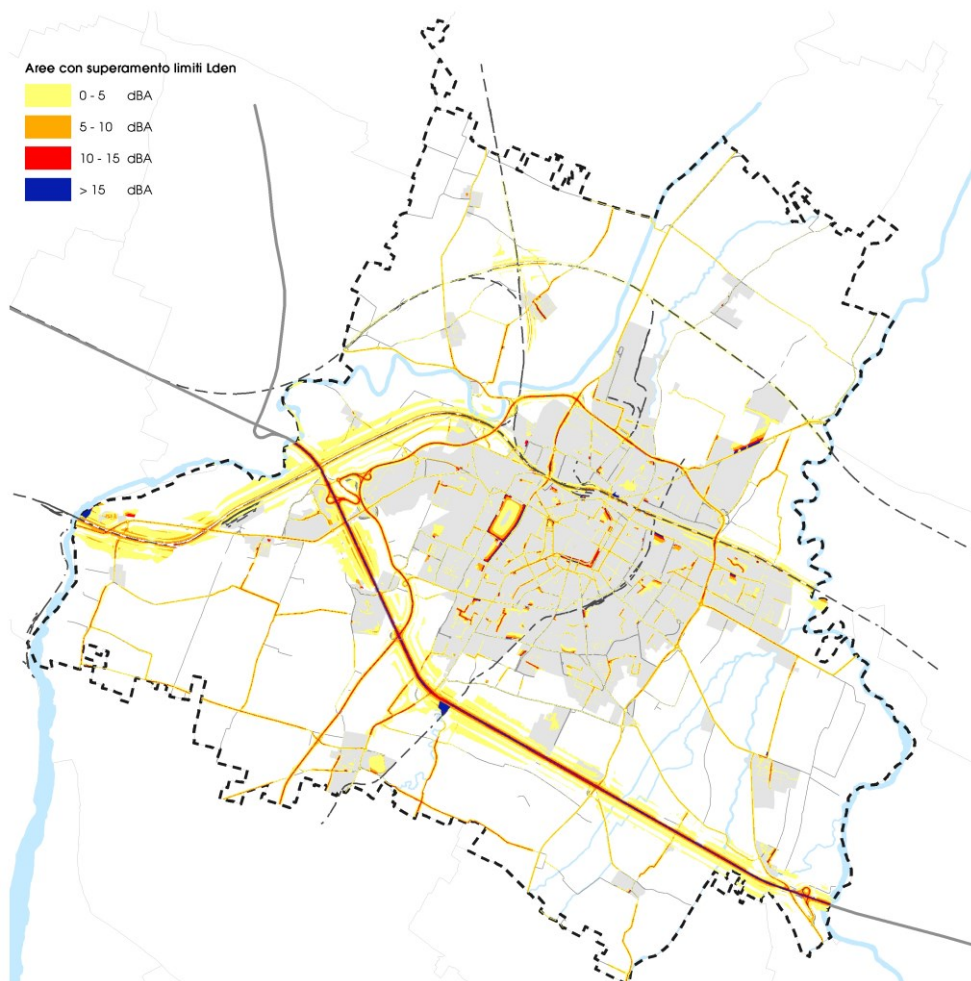 Aree con superamento limiti Lden
0 - 5 dBA
5 - 10 dBA
10 - 15 dBA
> 15 dBA